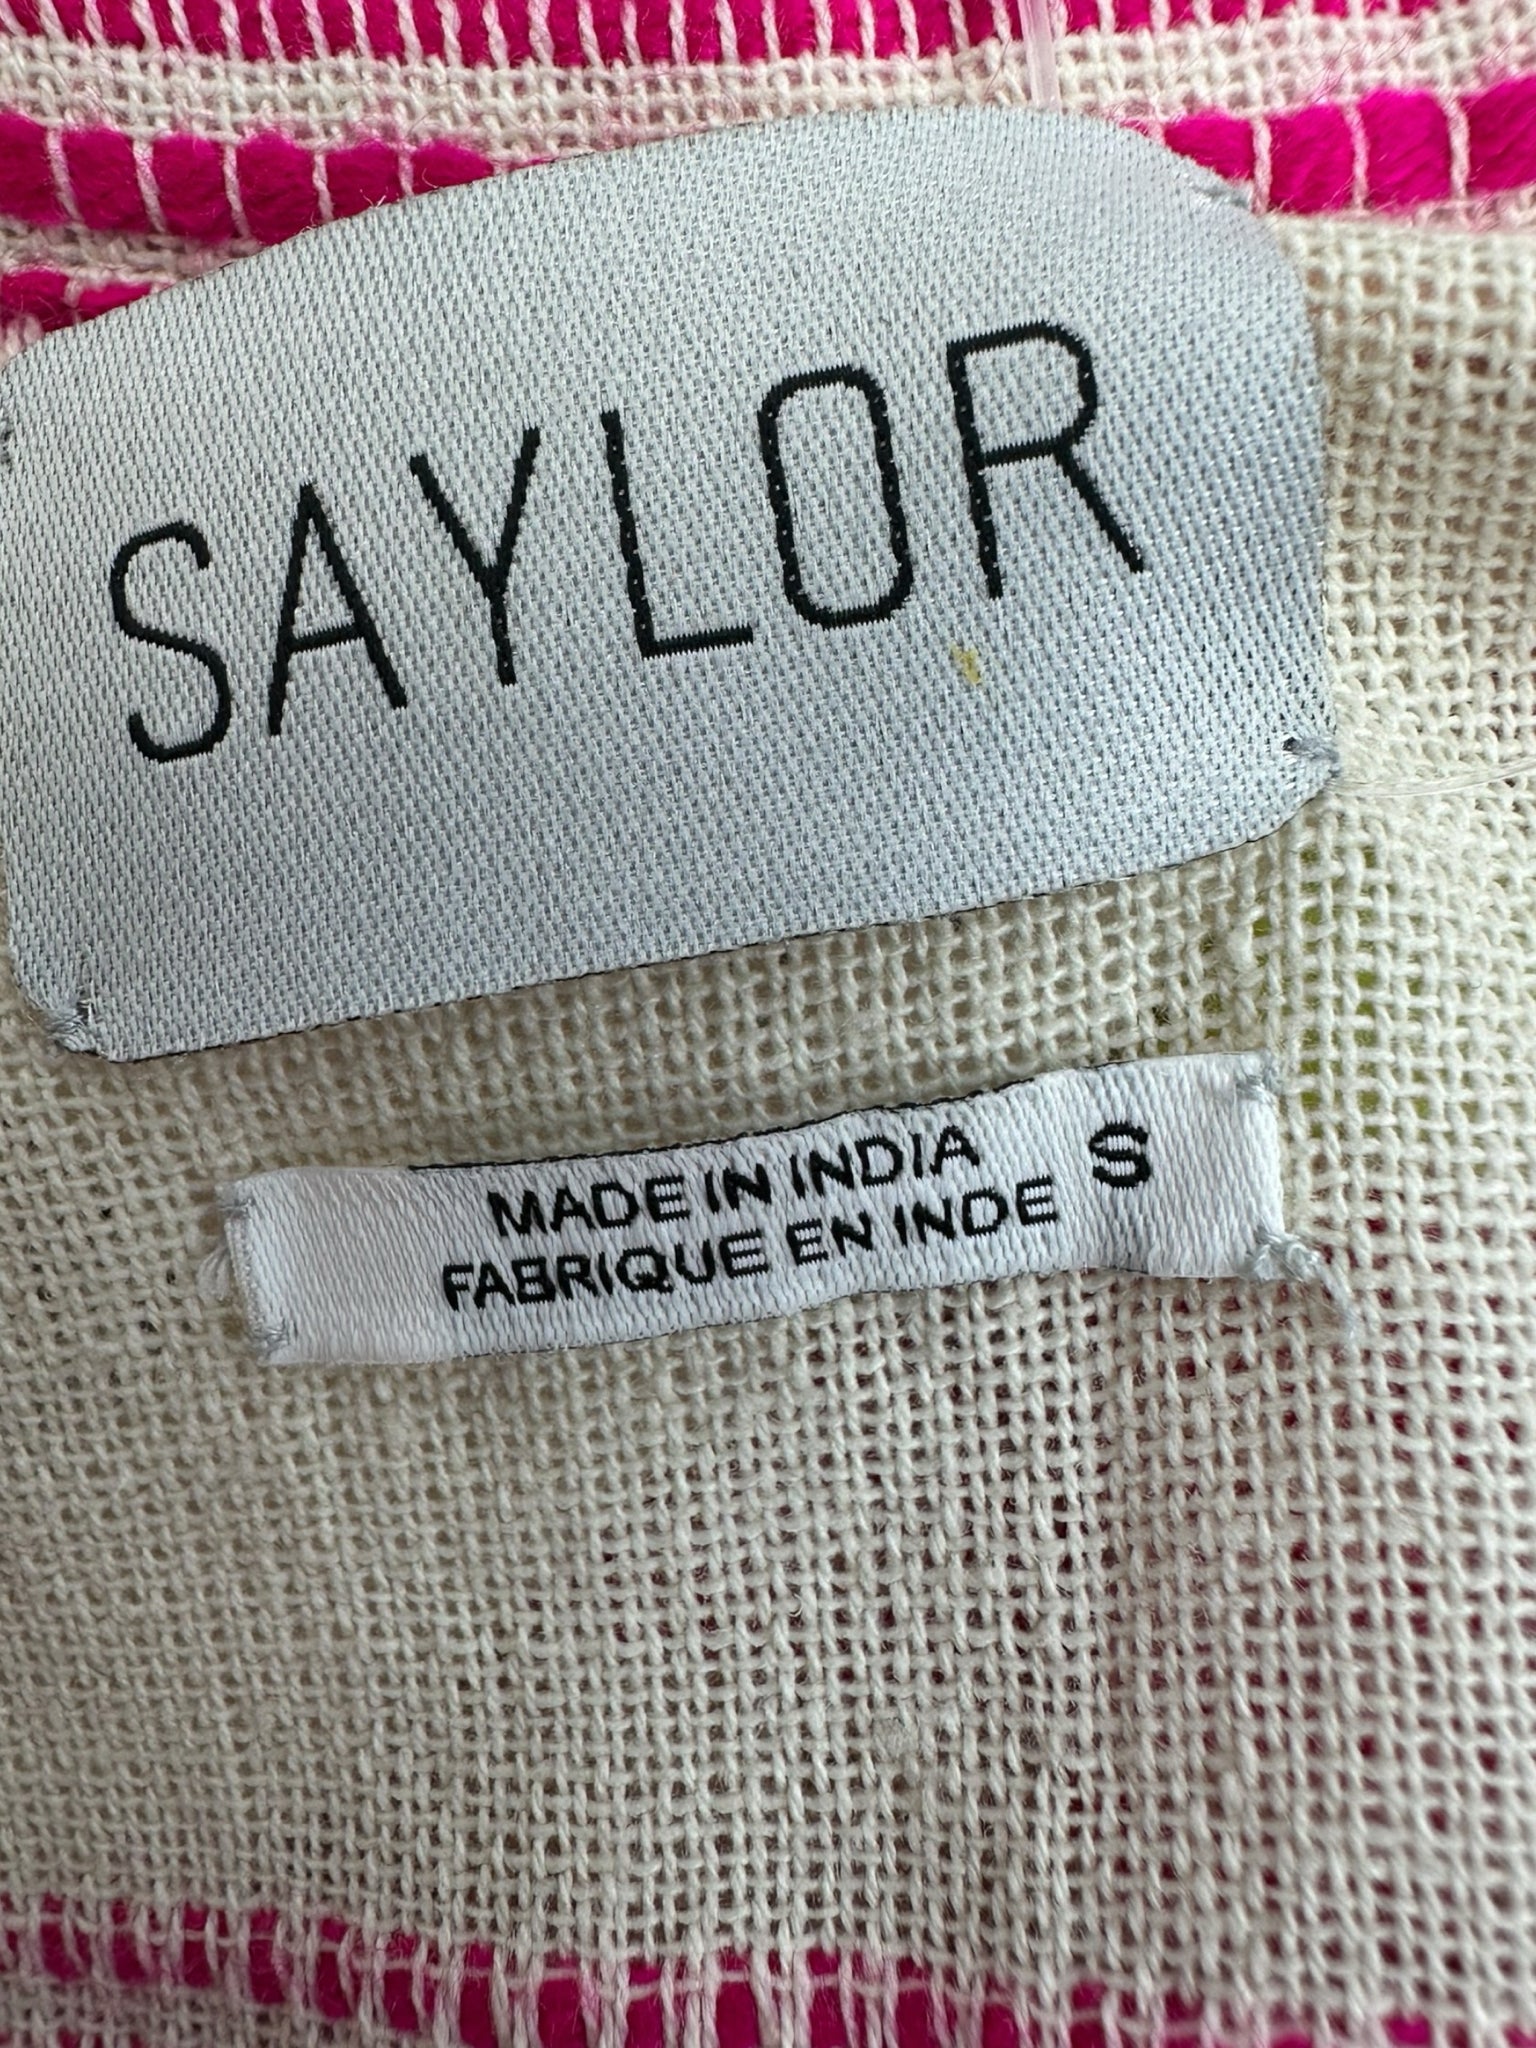 SAYLOR
MADE IN INDIA S
FABRIQUE EN INDE